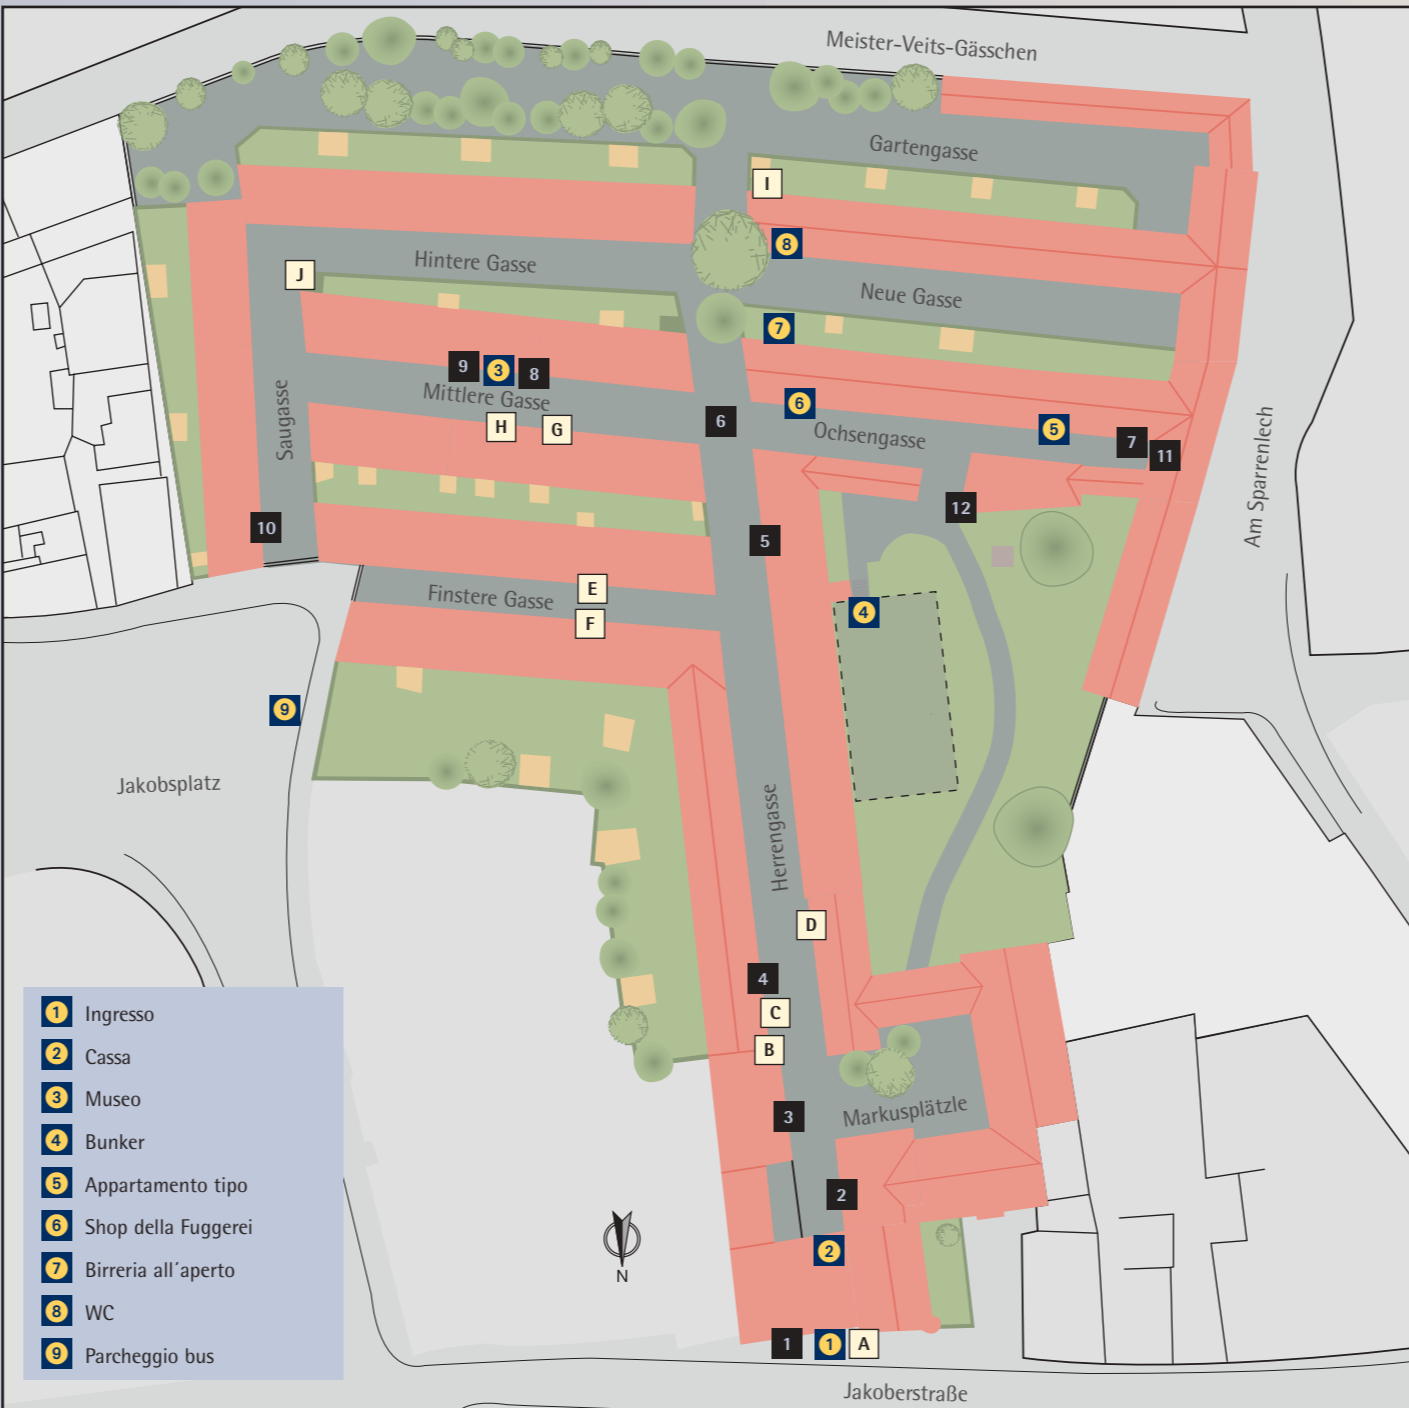 Meister-Veits-Gässchen
Gartengasse
I
8
Hintere Gasse
J
Neue Gasse
7
9
3
8
Mittlere Gasse
H
G
6
6
Ochsengasse
5
7
11
Saugasse
Am Sparrenlech
10
5
12
E
Finstere Gasse
F
4
9
Jakobsplatz
Herrengasse
D
4
C
B
3
Markusplätzle
2
2
N
1
1
A
Jakoberstraße
1 Ingresso
2 Cassa
3 Museo
4 Bunker
5 Appartamento tipo
6 Shop della Fuggerei
7 Birreria all´aperto
8 WC
9 Parcheggio bus